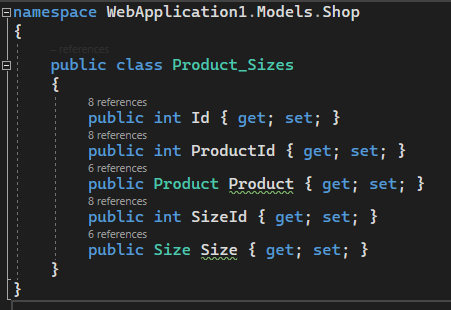 namespace WebApplication1.Models.Shop
{
– references
public class Product_Sizes
{
8 references
public int Id { get; set; }
8 references
public int ProductId { get; set; }
6 references
public Product Product { get; set; }
8 references
public int SizeId { get; set; }
6 references
public Size Size { get; set; }
}
}